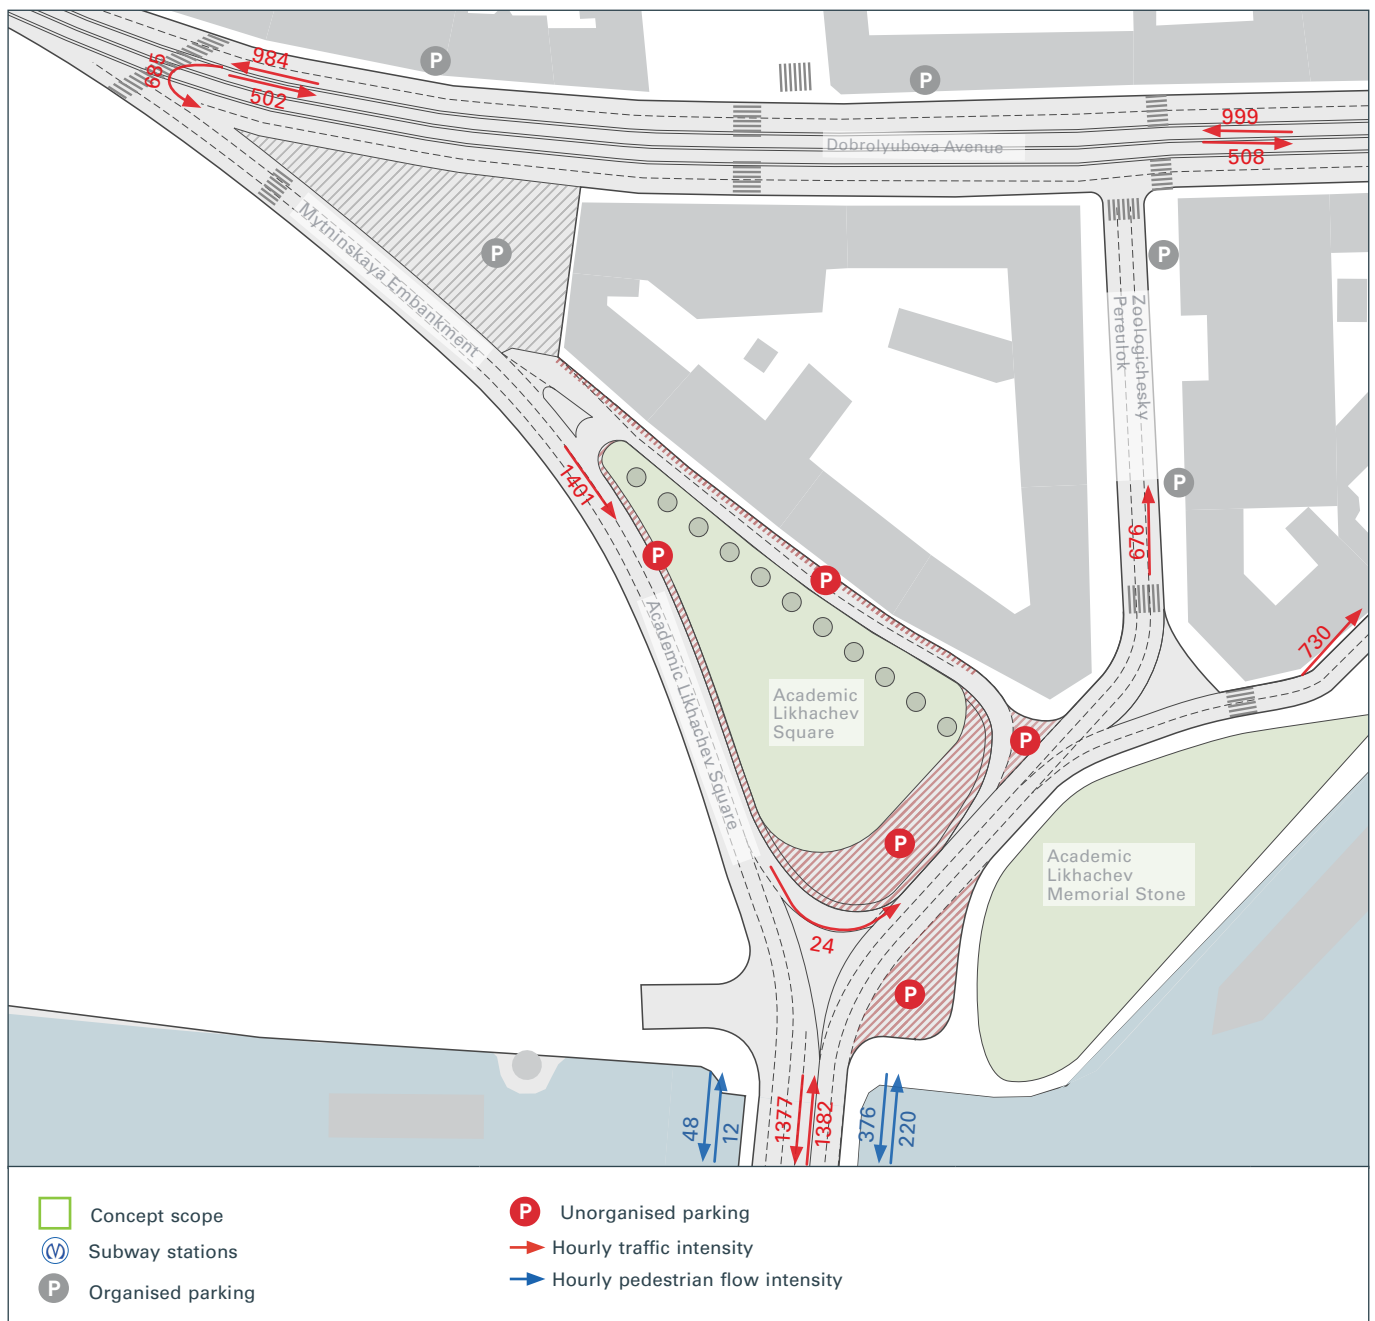 P
P
685
984
502
999
508
Dobrolyubova Avenue
P
P
Mytninskaya Embankment
Zoologichesky
Pereulok
1401
P
P
P
676
730
Academic Likhachev Square
Academic
Likhachev
Square
P
P
Academic
Likhachev
Memorial Stone
24
P
48
12
1377
1382
376
220
Concept scope
Subway stations
P Organised parking
P Unorganised parking
Hourly traffic intensity
Hourly pedestrian flow intensity